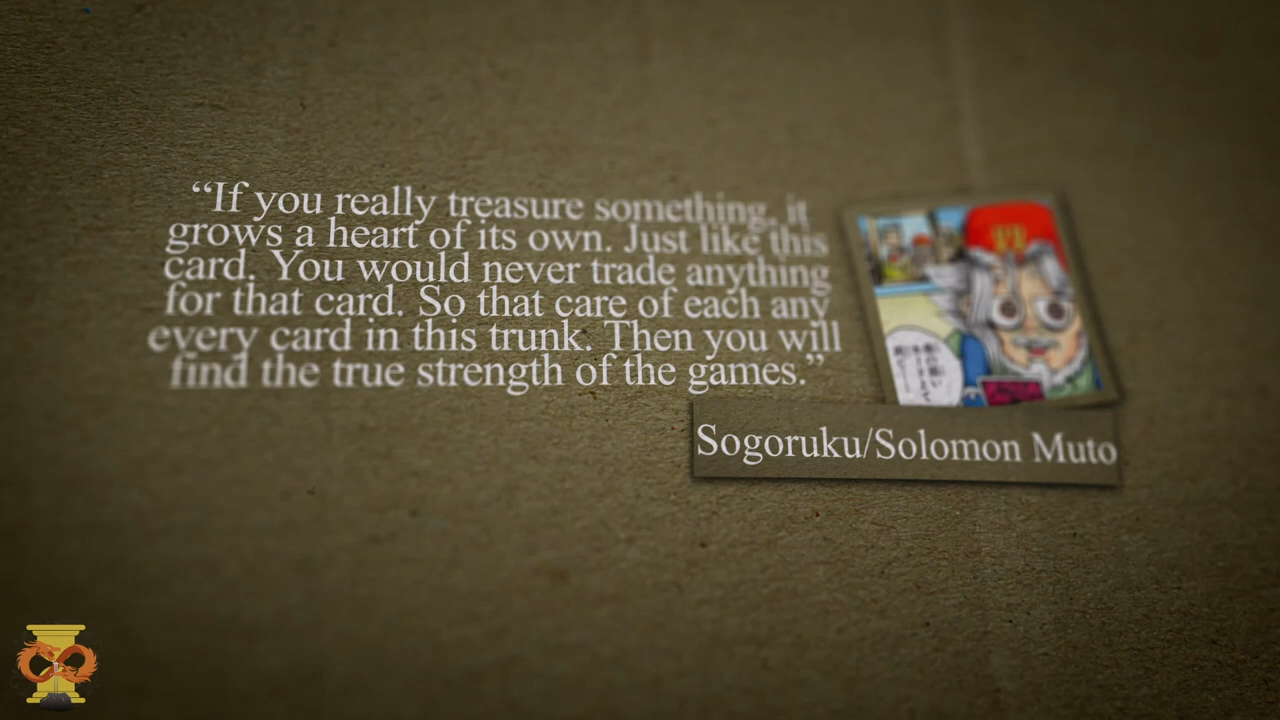 “If you really treasure something, it
grows a heart of its own. Just like this
card. You would never trade anything
for that card. So that care of each any
every card in this trunk. Then you will
find the true strength of the games.”
Sogoruku/Solomon Muto